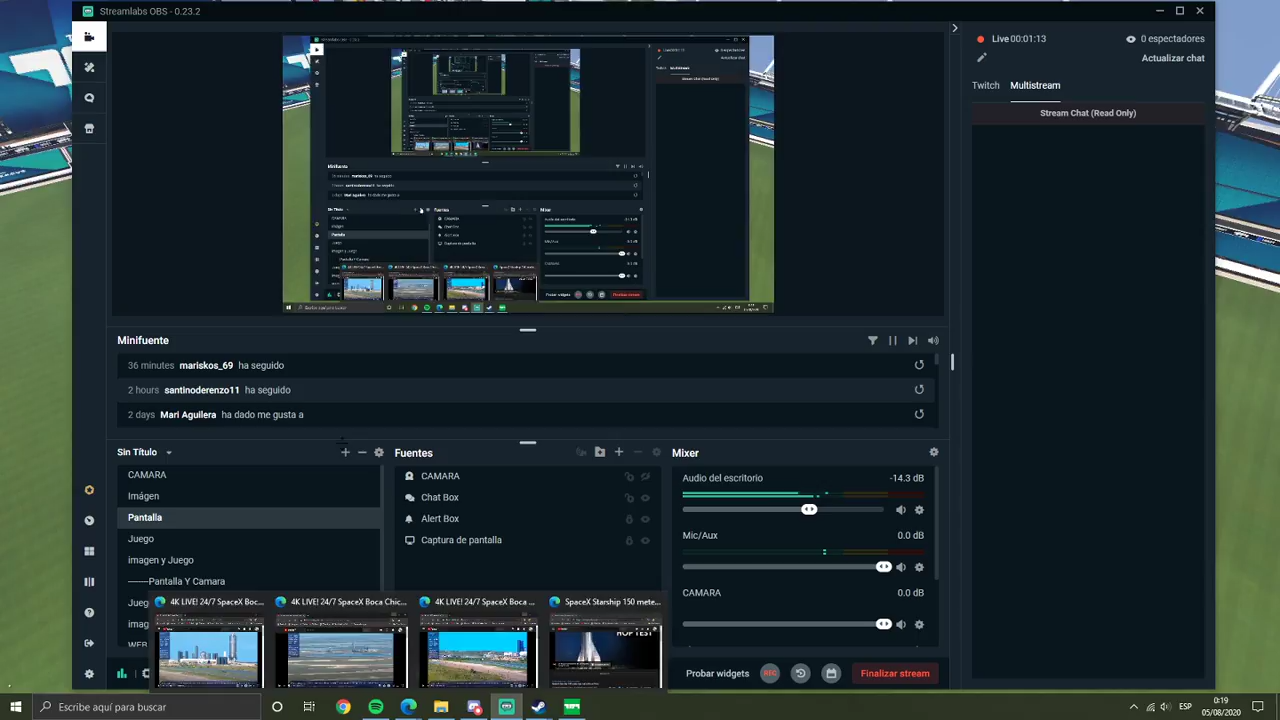 Streamlabs OBS - 0.23.2
Live 00:01:13
0 espectadores
Actualizar chat
Twitch
Multistream
Stream Chat (Read Only)
Minifuente
36 minutes mariskos_69 ha seguido
2 hours santinoderenzo11 ha seguido
2 days Mari Aguilera ha dado me gusta a
Sin Título
CAMARA
Imágen
Pantalla
Juego
imagen y Juego
-------Pantalla Y Camara
Fuentes
CAMARA
Chat Box
Alert Box
Captura de pantalla
Mixer
Audio del escritorio -14.3 dB
Mic/Aux 0.0 dB
CAMARA 0.0 dB
4K LIVE! 24/7 SpaceX Boc...
4K LIVE! 24/7 SpaceX Boca Chic...
4K LIVE! 24/7 SpaceX Boca ...
SpaceX Starship 150 mete...
HOP TEST
Probar widgets
REC
Finalizar stream
Escribe aquí para buscar
ESP
0:19
05/08/2020